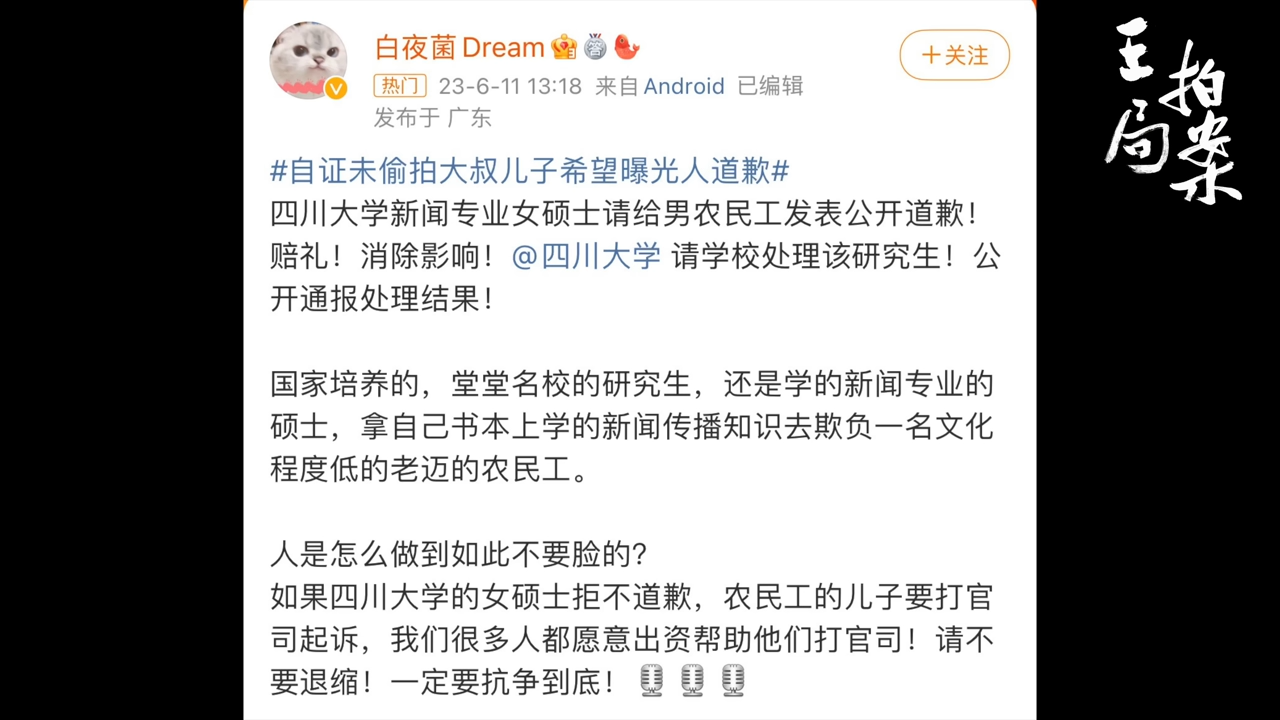 白夜菌Dream
答
V
热门 23-6-11 13:18 来自Android 已编辑
发布于 广东
+关注
#自证未偷拍大叔儿子希望曝光人道歉#
四川大学新闻专业女硕士请给男农民工发表公开道歉！
赔礼！消除影响！@四川大学 请学校处理该研究生！公
开通报处理结果！
国家培养的，堂堂名校的研究生，还是学的新闻专业的
硕士，拿自己书本上学的新闻传播知识去欺负一名文化
程度低的老迈的农民工。
人是怎么做到如此不要脸的？
如果四川大学的女硕士拒不道歉，农民工的儿子要打官
司起诉，我们很多人都愿意出资帮助他们打官司！请不
要退缩！一定要抗争到底！
王局
拍案